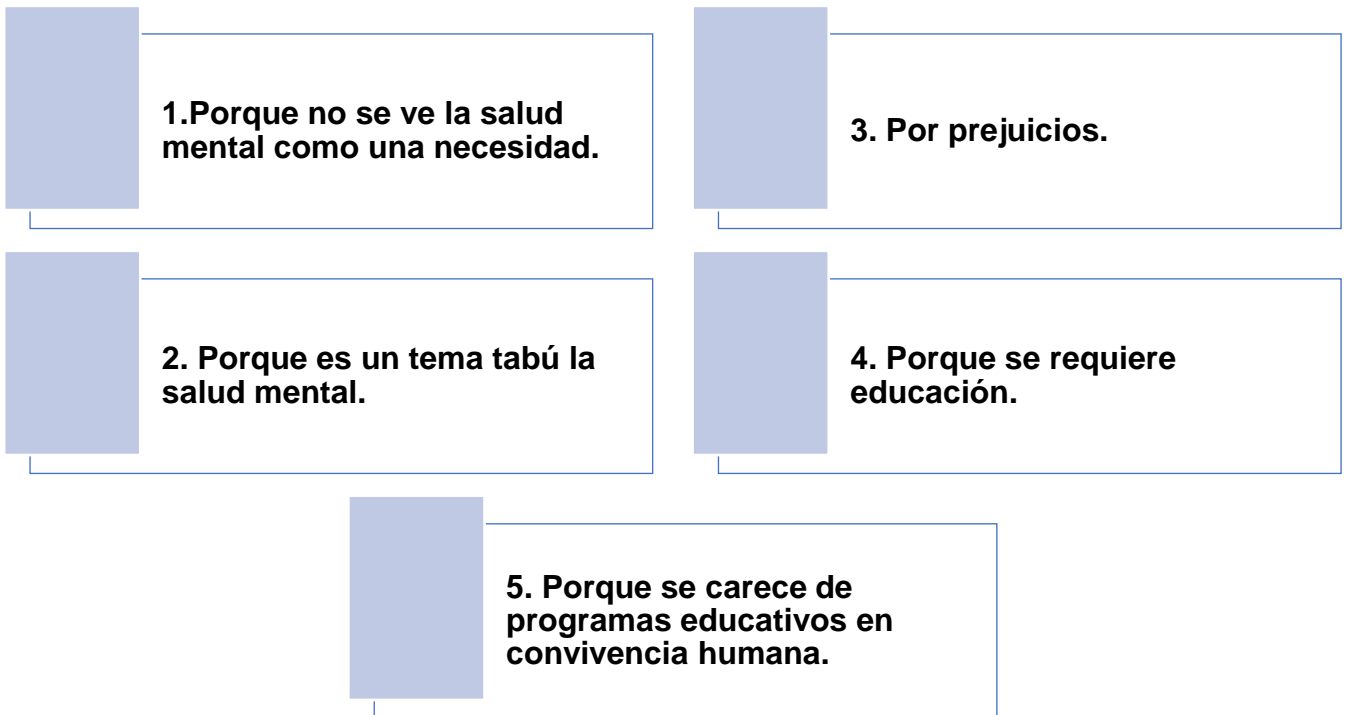 1.Porque no se ve la salud
mental como una necesidad.
2. Porque es un tema tabú la
salud mental.
3. Por prejuicios.
4. Porque se requiere
educación.
5. Porque se carece de
programas educativos en
convivencia humana.